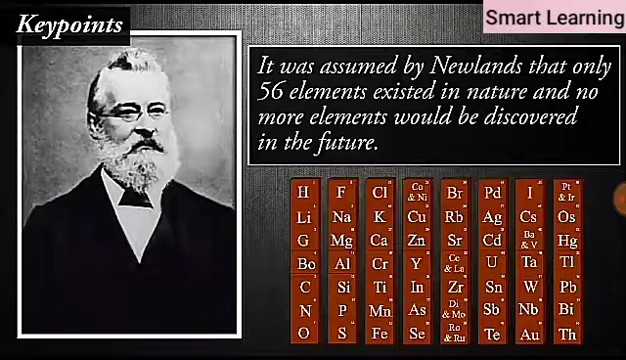 Keypoints
Smart Learning
It was assumed by Newlands that only
56 elements existed in nature and no
more elements would be discovered
in the future.
H F Cl Co & Ni Br Pd I Pt & Ir
Li Na K Cu Rb Ag Cs Os
G Mg Ca Zn Sr Cd Ba & V Hg
Bo Al Cr Y Ce & La U Ta Tl
C Si Ti In Zr Sn W Pb
N P Mn As Di & Mo Sb Nb Bi
O S Fe Se Ro & Ru Te Au Th